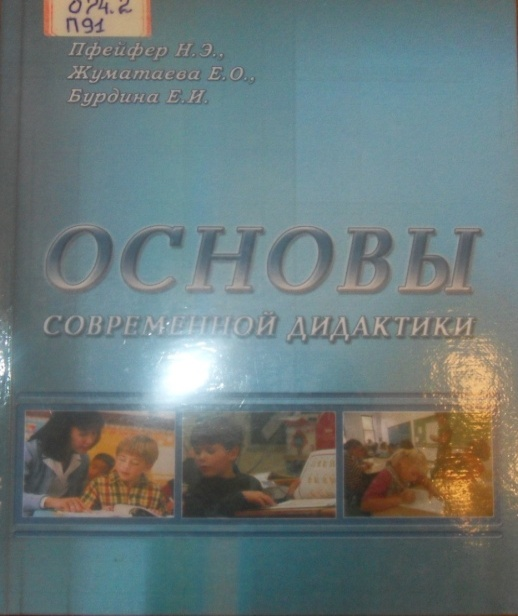 074.2
П91
Пфейфер Н.Э.,
Жуматаева Е.О.,
Бурдина Е.И.
ОСНОВЫ
СОВРЕМЕННОЙ ДИДАКТИКИ